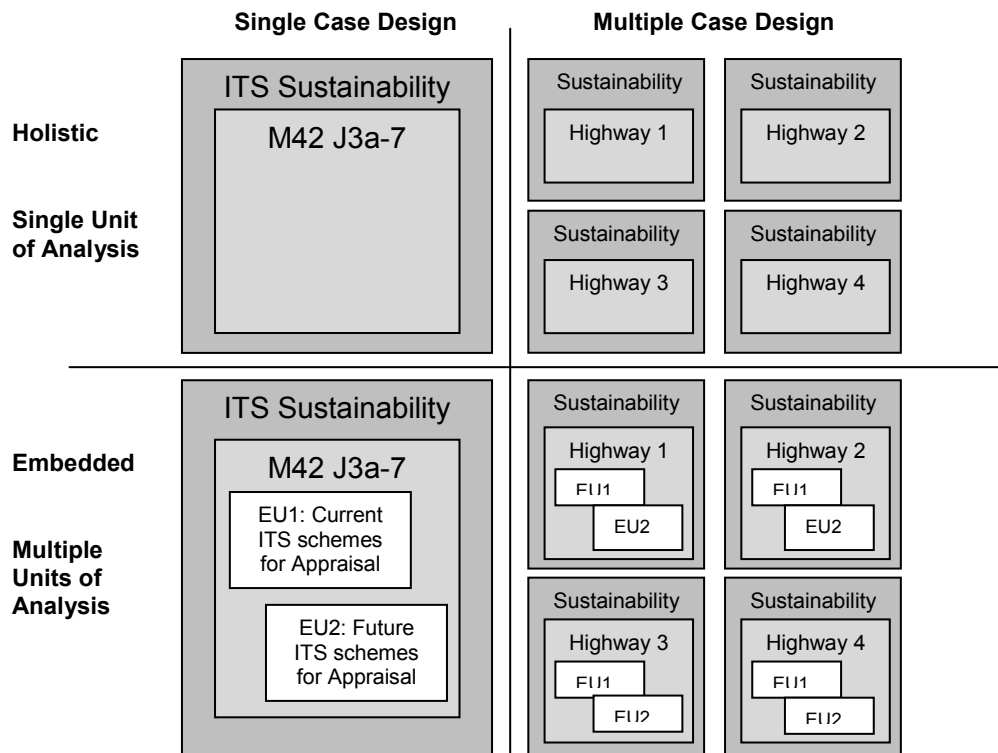 Single Case Design
Multiple Case Design
Holistic
Single Unit
of Analysis
ITS Sustainability
M42 J3a-7
Sustainability
Highway 1
Sustainability
Highway 2
Sustainability
Highway 3
Sustainability
Highway 4
Embedded
Multiple
Units of
Analysis
ITS Sustainability
M42 J3a-7
EU1: Current
ITS schemes
for Appraisal
EU2: Future
ITS schemes
for Appraisal
Sustainability
Highway 1
EU1
EU2
Sustainability
Highway 2
EU1
EU2
Sustainability
Highway 3
EU1
EU2
Sustainability
Highway 4
EU1
EU2